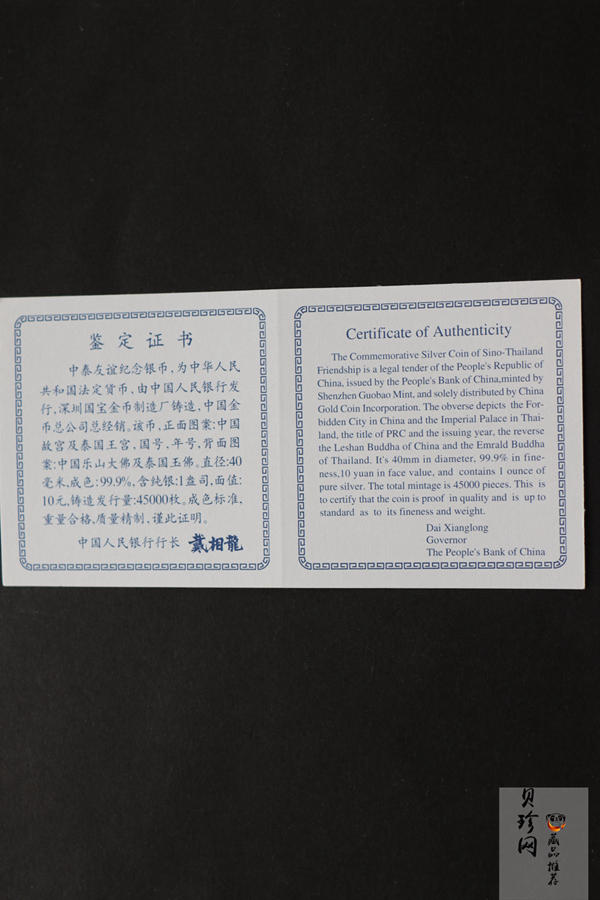 鉴定证书
中泰友谊纪念银币，为中华人民
共和国法定货币，由中国人民银行发
行，深圳国宝金币制造厂铸造，中国金
币总公司总经销。该币，正面图案：中国
故宫及泰国王宫，国号，年号，背面图
案：中国乐山大佛及泰国玉佛。直径：40
毫米，成色：99.9%，含纯银：1盎司，面值：
10元，铸造发行量：45000枚。成色标准，
重量合格，质量精制，谨此证明。
中国人民银行行长 戴相龍
Certificate of Authenticity
The Commemorative Silver Coin of Sino-Thailand
Friendship is a legal tender of the People's Republic of
China, issued by the People's Bank of China,minted by
Shenzhen Guobao Mint, and solely distributed by China
Gold Coin Incorporation. The obverse depicts the For-
bidden City in China and the Imperial Palace in Thai-
land, the title of PRC and the issuing year, the reverse
the Leshan Buddha of China and the Emrald Buddha
of Thailand. It's 40mm in diameter, 99.9% in fine-
ness,10 yuan in face value, and contains 1 ounce of
pure silver. The total mintage is 45000 pieces. This is
to certify that the coin is proof in quality and is up to
standard as to its fineness and weight.
Dai Xianglong
Governor
The People's Bank of China
贝珍网
藏品推荐